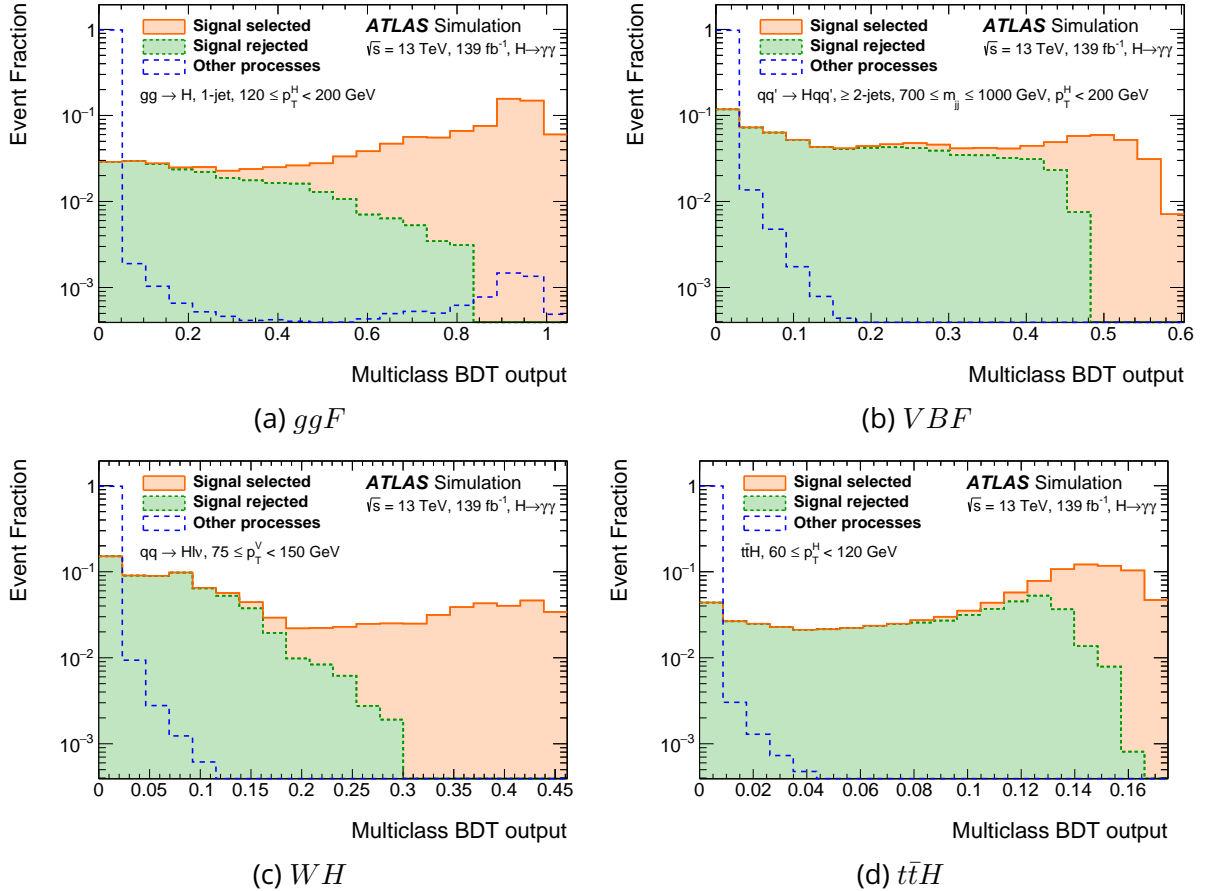 Event Fraction
Signal selected
Signal rejected
Other processes
ATLAS Simulation
√s = 13 TeV, 139 fb⁻¹, H→γγ
gg → H, 1-jet, 120 ≤ p_T^H < 200 GeV
1
10⁻¹
10⁻²
10⁻³
0 0.2 0.4 0.6 0.8 1
Multiclass BDT output
(a) ggF
Event Fraction
Signal selected
Signal rejected
Other processes
ATLAS Simulation
√s = 13 TeV, 139 fb⁻¹, H→γγ
qq' → Hqq', ≥ 2-jets, 700 ≤ m_jj ≤ 1000 GeV, p_T^H < 200 GeV
1
10⁻¹
10⁻²
10⁻³
0 0.1 0.2 0.3 0.4 0.5 0.6
Multiclass BDT output
(b) VBF
Event Fraction
Signal selected
Signal rejected
Other processes
ATLAS Simulation
√s = 13 TeV, 139 fb⁻¹, H→γγ
qq → Hlν, 75 ≤ p_T^V < 150 GeV
1
10⁻¹
10⁻²
10⁻³
0 0.05 0.1 0.15 0.2 0.25 0.3 0.35 0.4 0.45
Multiclass BDT output
(c) WH
Event Fraction
Signal selected
Signal rejected
Other processes
ATLAS Simulation
√s = 13 TeV, 139 fb⁻¹, H→γγ
tt̄H, 60 ≤ p_T^H < 120 GeV
1
10⁻¹
10⁻²
10⁻³
0 0.02 0.04 0.06 0.08 0.1 0.12 0.14 0.16
Multiclass BDT output
(d) tt̄H